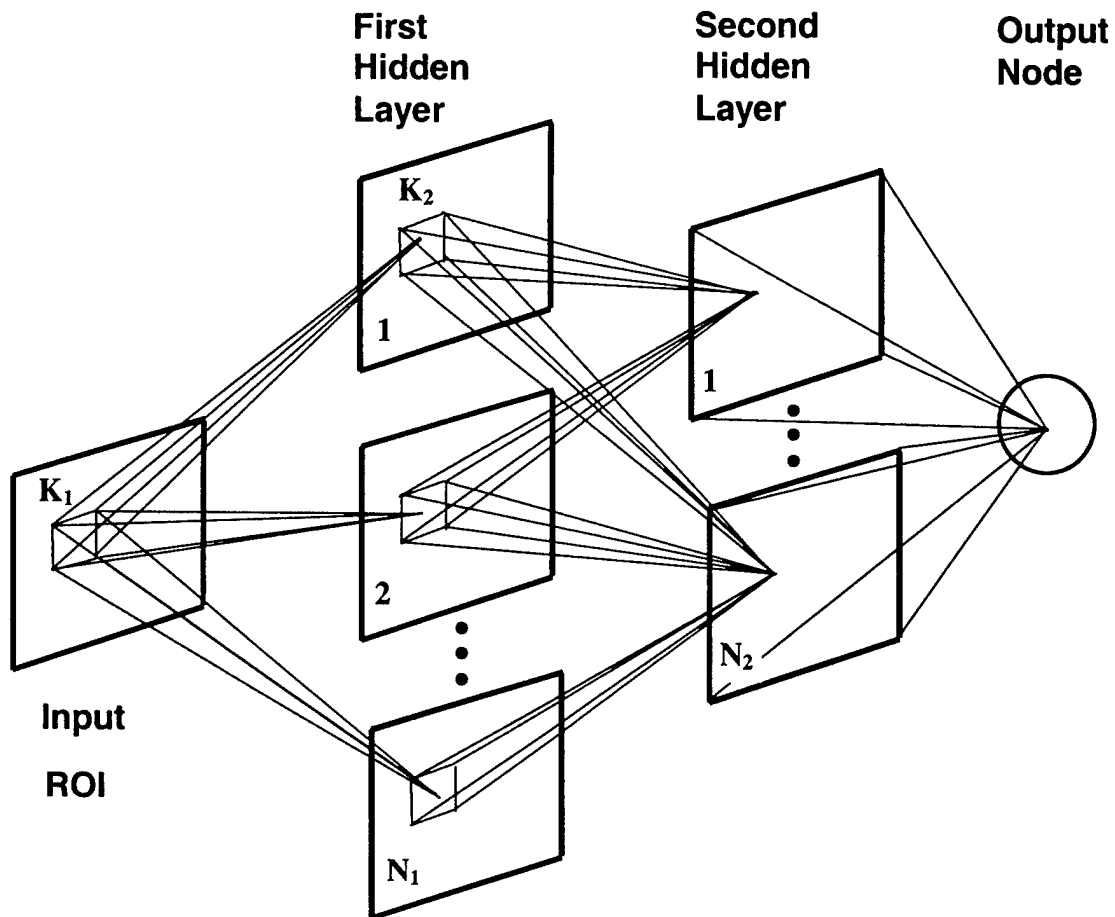 First
Hidden
Layer
Second
Hidden
Layer
Output
Node
K₂
1
1
K₁
2
N₂
Input
ROI
N₁